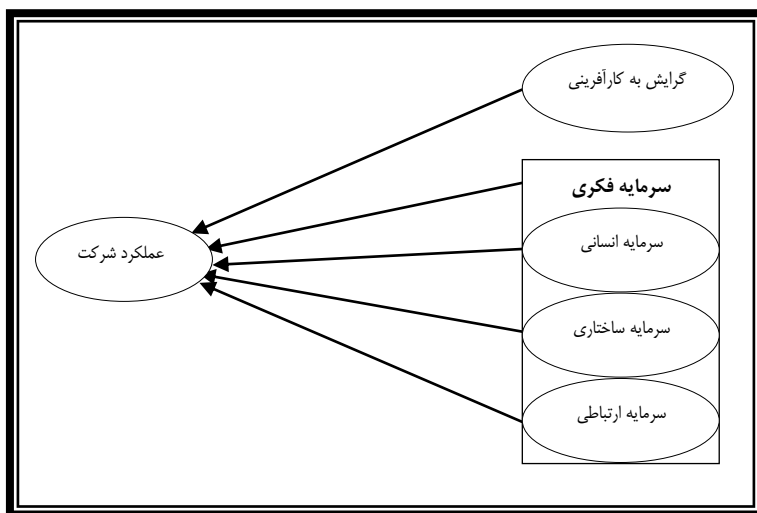 گرایش به کارآفرینی
سرمایه فکری
سرمایه انسانی
عملکرد شرکت
سرمایه ساختاری
سرمایه ارتباطی